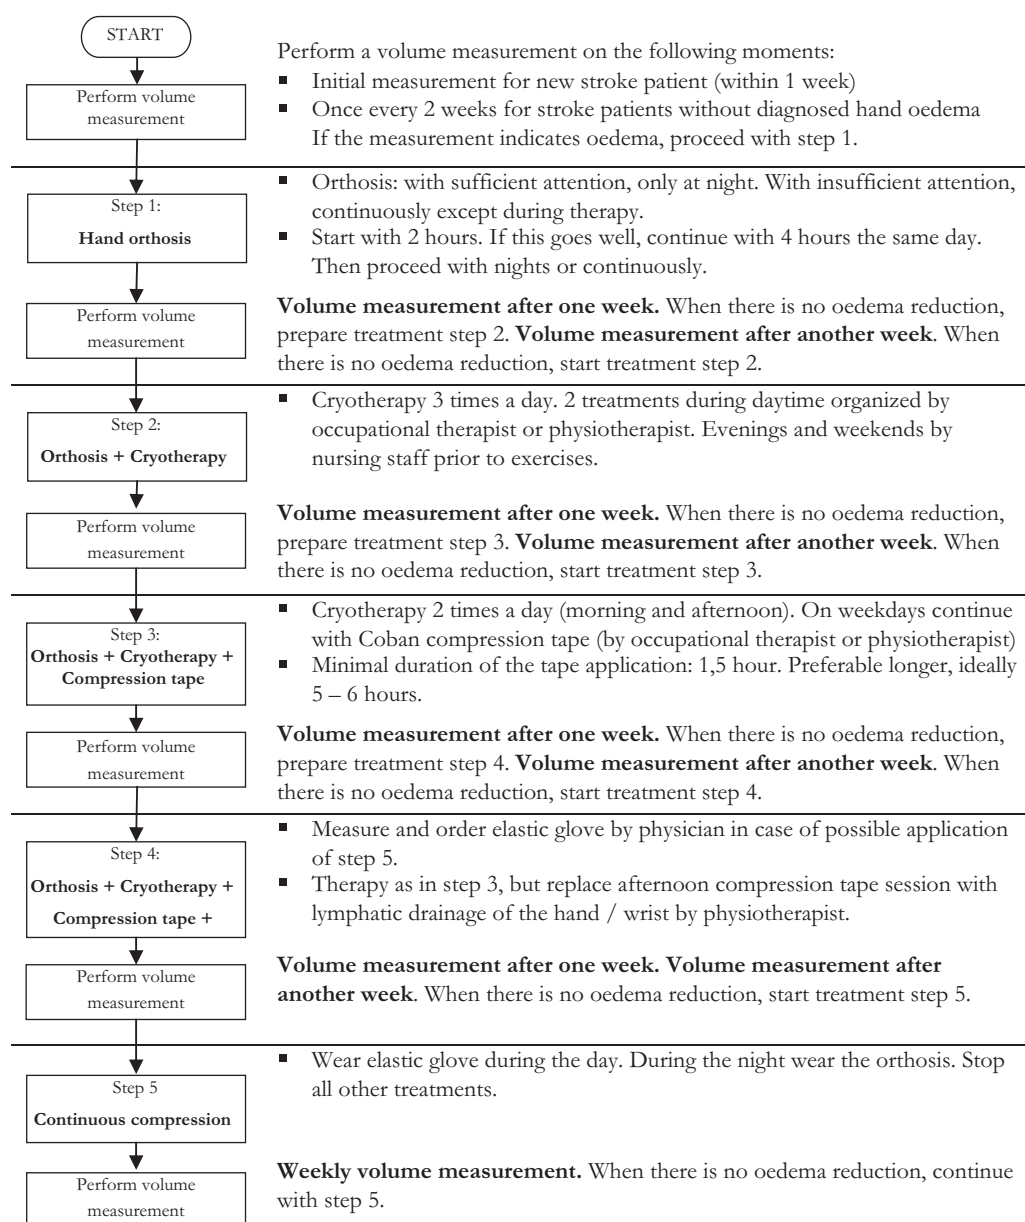 START
Perform volume
measurement
Perform a volume measurement on the following moments:
▪ Initial measurement for new stroke patient (within 1 week)
▪ Once every 2 weeks for stroke patients without diagnosed hand oedema
If the measurement indicates oedema, proceed with step 1.
Step 1:
Hand orthosis
▪ Orthosis: with sufficient attention, only at night. With insufficient attention,
continuously except during therapy.
▪ Start with 2 hours. If this goes well, continue with 4 hours the same day.
Then proceed with nights or continuously.
Perform volume
measurement
Volume measurement after one week. When there is no oedema reduction,
prepare treatment step 2. Volume measurement after another week. When
there is no oedema reduction, start treatment step 2.
Step 2:
Orthosis + Cryotherapy
▪ Cryotherapy 3 times a day. 2 treatments during daytime organized by
occupational therapist or physiotherapist. Evenings and weekends by
nursing staff prior to exercises.
Perform volume
measurement
Volume measurement after one week. When there is no oedema reduction,
prepare treatment step 3. Volume measurement after another week. When
there is no oedema reduction, start treatment step 3.
Step 3:
Orthosis + Cryotherapy +
Compression tape
▪ Cryotherapy 2 times a day (morning and afternoon). On weekdays continue
with Coban compression tape (by occupational therapist or physiotherapist)
▪ Minimal duration of the tape application: 1,5 hour. Preferable longer, ideally
5 – 6 hours.
Perform volume
measurement
Volume measurement after one week. When there is no oedema reduction,
prepare treatment step 4. Volume measurement after another week. When
there is no oedema reduction, start treatment step 4.
Step 4:
Orthosis + Cryotherapy +
Compression tape +
▪ Measure and order elastic glove by physician in case of possible application
of step 5.
▪ Therapy as in step 3, but replace afternoon compression tape session with
lymphatic drainage of the hand / wrist by physiotherapist.
Perform volume
measurement
Volume measurement after one week. Volume measurement after
another week. When there is no oedema reduction, start treatment step 5.
Step 5
Continuous compression
▪ Wear elastic glove during the day. During the night wear the orthosis. Stop
all other treatments.
Perform volume
measurement
Weekly volume measurement. When there is no oedema reduction, continue
with step 5.